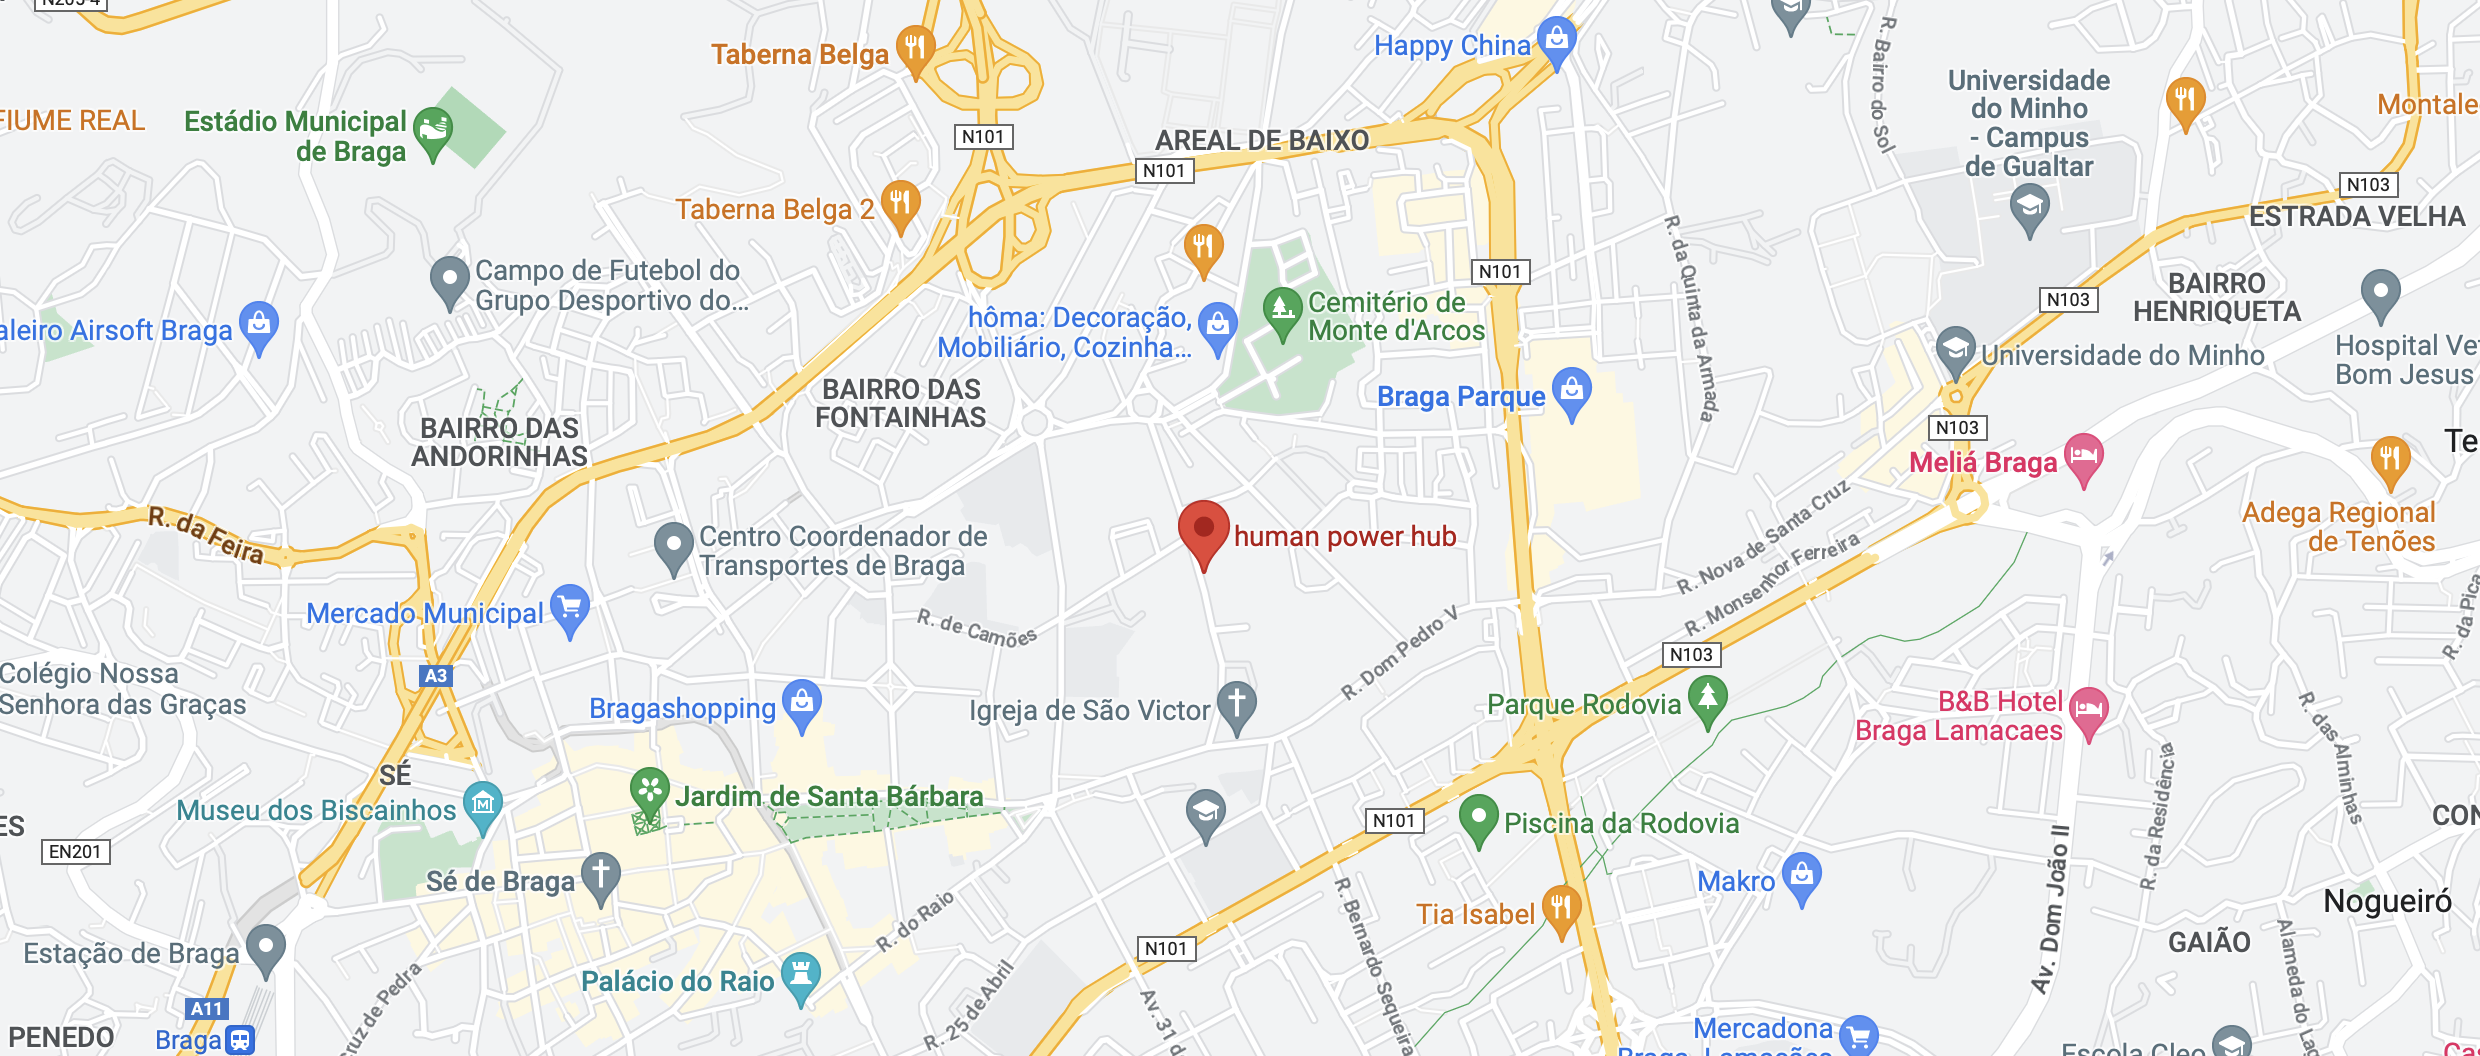 N205-4
Taberna Belga
Happy China
R. Bairro do Sol
Universidade
do Minho
- Campus
de Gualtar
Montale
FIUME REAL
Estádio Municipal
de Braga
N101
AREAL DE BAIXO
N101
N103
ESTRADA VELHA
Taberna Belga 2
R. da Quinta da Armada
Campo de Futebol do
Grupo Desportivo do...
N101
N103
BAIRRO
HENRIQUETA
aleiro Airsoft Braga
hôma: Decoração,
Mobiliário, Cozinha...
Cemitério de
Monte d'Arcos
Universidade do Minho
Hospital Vet
Bom Jesus
BAIRRO DAS
FONTAINHAS
Braga Parque
BAIRRO DAS
ANDORINHAS
N103
Te
Meliá Braga
R. da Feira
Centro Coordenador de
Transportes de Braga
human power hub
R. Nova de Santa Cruz
R. Monsenhor Ferreira
Adega Regional
de Tenões
Mercado Municipal
R. de Camões
R. Dom Pedro V
R. da Pica
N103
A3
Colégio Nossa
Senhora das Graças
Bragashopping
Igreja de São Victor
Parque Rodovia
B&B Hotel
Braga Lamacaes
R. das Alminhas
SÉ
Museu dos Biscainhos
Jardim de Santa Bárbara
N101
Piscina da Rodovia
R. da Residência
CON
ES
EN201
Sé de Braga
Makro
Av. Dom João II
Nogueiró
Tia Isabel
R. do Raio
R. Bernardo Sequeira
GAIÃO
Estação de Braga
N101
Palácio do Raio
R. 25 de Abril
Av. 31 d
Cruz de Pedra
Alameda do Lag
A11
PENEDO
Braga
Mercadona
Braga, Lamações
Escola Cleo
Ca